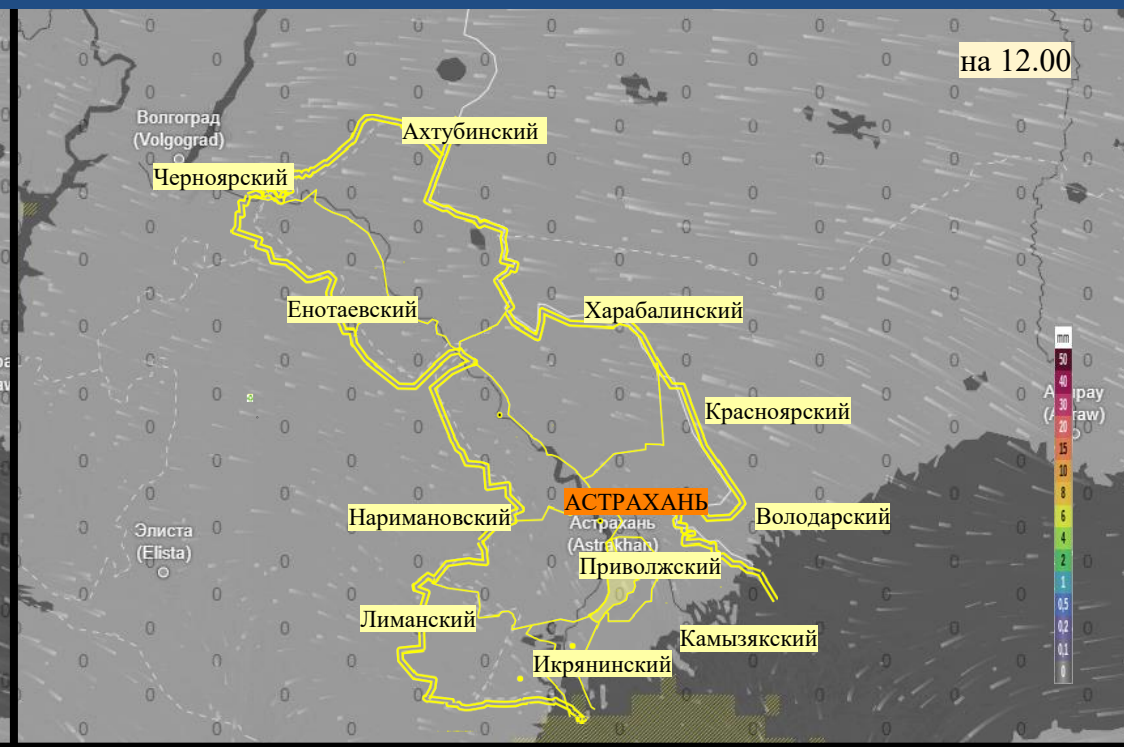 на 12.00
Волгоград
(Volgograd)
Ахтубинский
Черноярский
Енотаевский
Харабалинский
mm
50
40
30
20
15
10
8
6
4
2
1
0,5
0,2
0,1
0
Красноярский
АСТРАХАНЬ
Астрахань
(Astrakhan)
Наримановский
Володарский
Элиста
(Elista)
Приволжский
Лиманский
Камызякский
Икрянинский